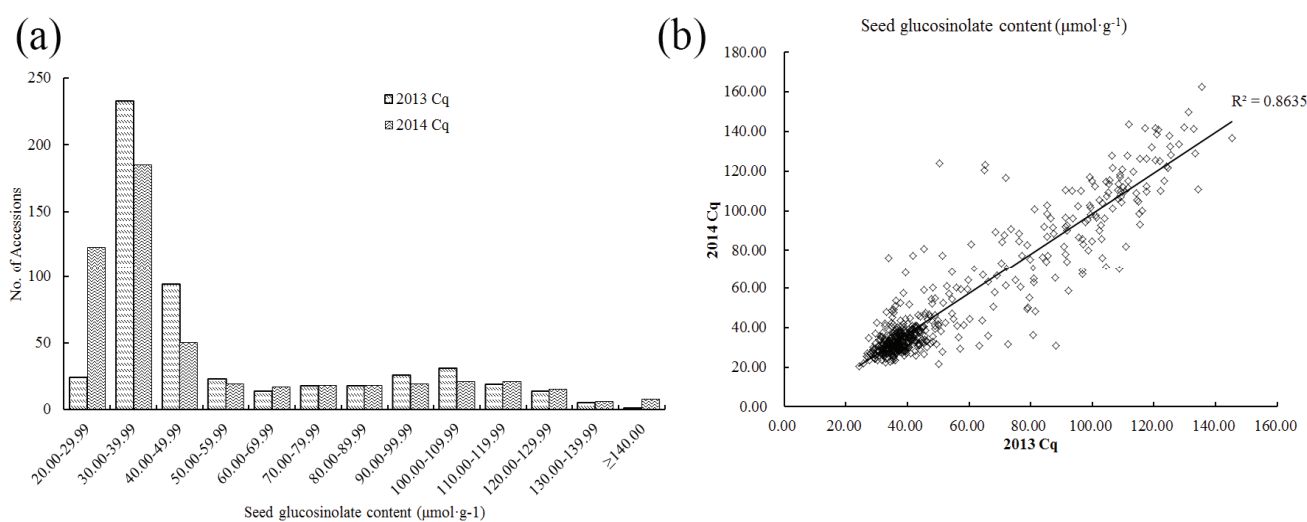 (a)
250
200
150
100
50
0
No. of Accessions
2013 Cq
2014 Cq
20.00-29.99
30.00-39.99
40.00-49.99
50.00-59.99
60.00-69.99
70.00-79.99
80.00-89.99
90.00-99.99
100.00-109.99
110.00-119.99
120.00-129.99
130.00-139.99
≥140.00
Seed glucosinolate content (μmol·g-1)
(b)
Seed glucosinolate content (μmol·g⁻¹)
180.00
160.00
140.00
120.00
100.00
80.00
60.00
40.00
20.00
0.00
2014 Cq
R² = 0.8635
0.00 20.00 40.00 60.00 80.00 100.00 120.00 140.00 160.00
2013 Cq